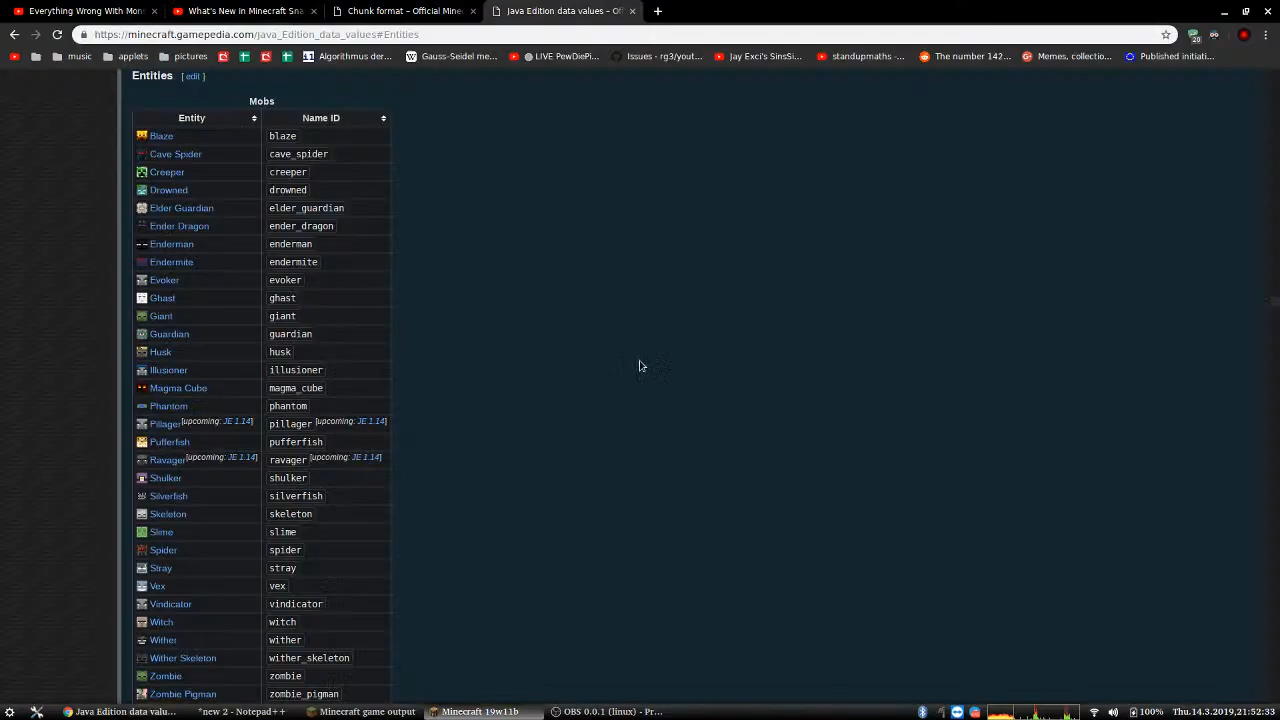 Everything Wrong With Mon
What's New in Minecraft Sna
Chunk format – Official Mine
Java Edition data values – Of
https://minecraft.gamepedia.com/Java_Edition_data_values#Entities
music
applets
pictures
Algorithmus der...
Gauss-Seidel me...
LIVE PewDiePi...
Issues - rg3/yout...
Jay Exci's SinsSi...
standupmaths -...
The number 142...
Memes, collectio...
Published initiati...
Entities [ edit ]
Mobs
Entity Name ID
Blaze blaze
Cave Spider cave_spider
Creeper creeper
Drowned drowned
Elder Guardian elder_guardian
Ender Dragon ender_dragon
Enderman enderman
Endermite endermite
Evoker evoker
Ghast ghast
Giant giant
Guardian guardian
Husk husk
Illusioner illusioner
Magma Cube magma_cube
Phantom phantom
Pillager[upcoming: JE 1.14] pillager [upcoming: JE 1.14]
Pufferfish pufferfish
Ravager[upcoming: JE 1.14] ravager [upcoming: JE 1.14]
Shulker shulker
Silverfish silverfish
Skeleton skeleton
Slime slime
Spider spider
Stray stray
Vex vex
Vindicator vindicator
Witch witch
Wither wither
Wither Skeleton wither_skeleton
Zombie zombie
Zombie Pigman zombie_pigman
Java Edition data valu...
*new 2 - Notepad++
Minecraft game output
Minecraft 19w11b
OBS 0.0.1 (linux) - Pr...
100%
Thu.14.3.2019,21:52:33